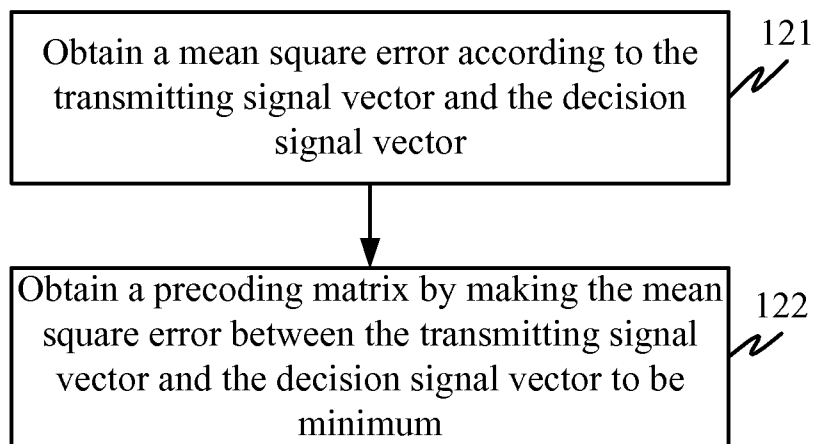 Obtain a mean square error according to the
transmitting signal vector and the decision
signal vector
121
Obtain a precoding matrix by making the mean
square error between the transmitting signal
vector and the decision signal vector to be
minimum
122